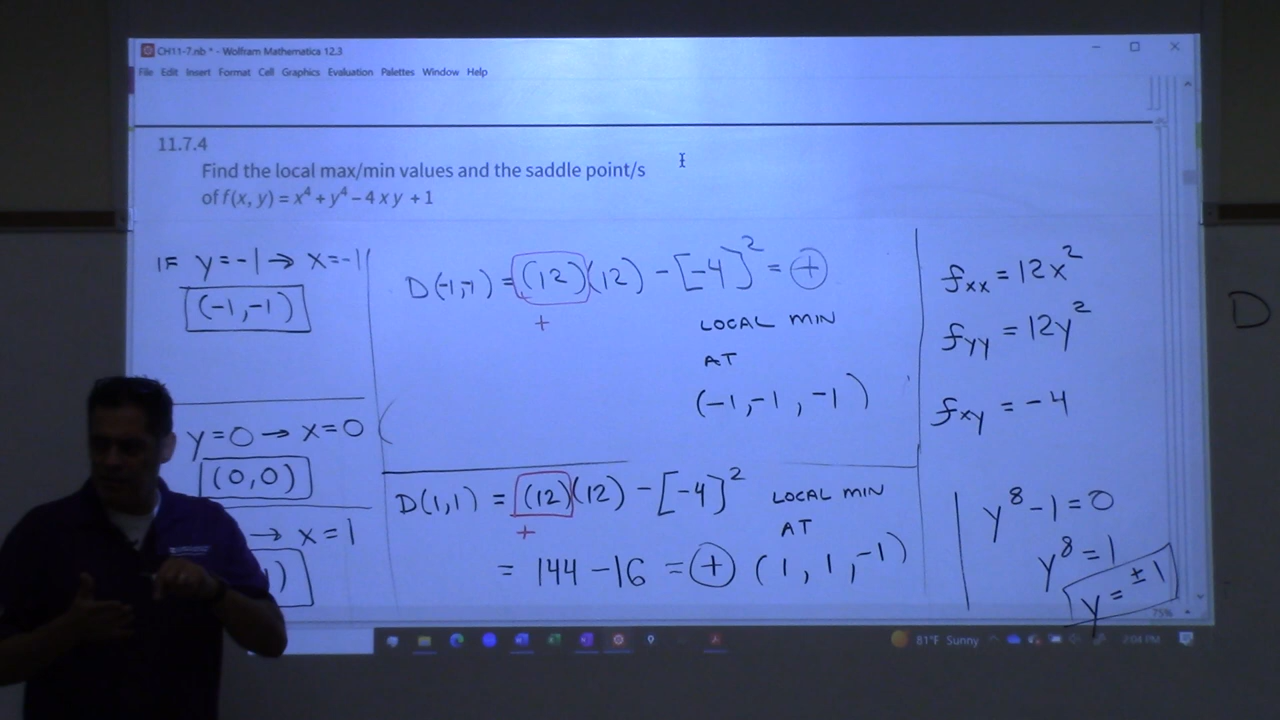 CH11-7.nb * - Wolfram Mathematica 12.3
File Edit Insert Format Cell Graphics Evaluation Palettes Window Help
11.7.4
Find the local max/min values and the saddle point/s
of f(x, y) = x⁴ + y⁴ − 4 x y + 1
IF y=-1 → x=-1
(-1,-1)
y=0 → x=0
(0,0)
→ x=1
)
D(-1,-1) = (12)(12) - [-4]² = +
+
LOCAL MIN
AT
(-1,-1,-1)
D(1,1) = (12)(12) - [-4]²
+
LOCAL MIN
AT
= 144 - 16 = + (1, 1, -1)
fxx = 12x²
fyy = 12y²
fxy = -4
y⁸ - 1 = 0
y⁸ = 1
y = ± 1
D
75%
81°F Sunny
2:04 PM